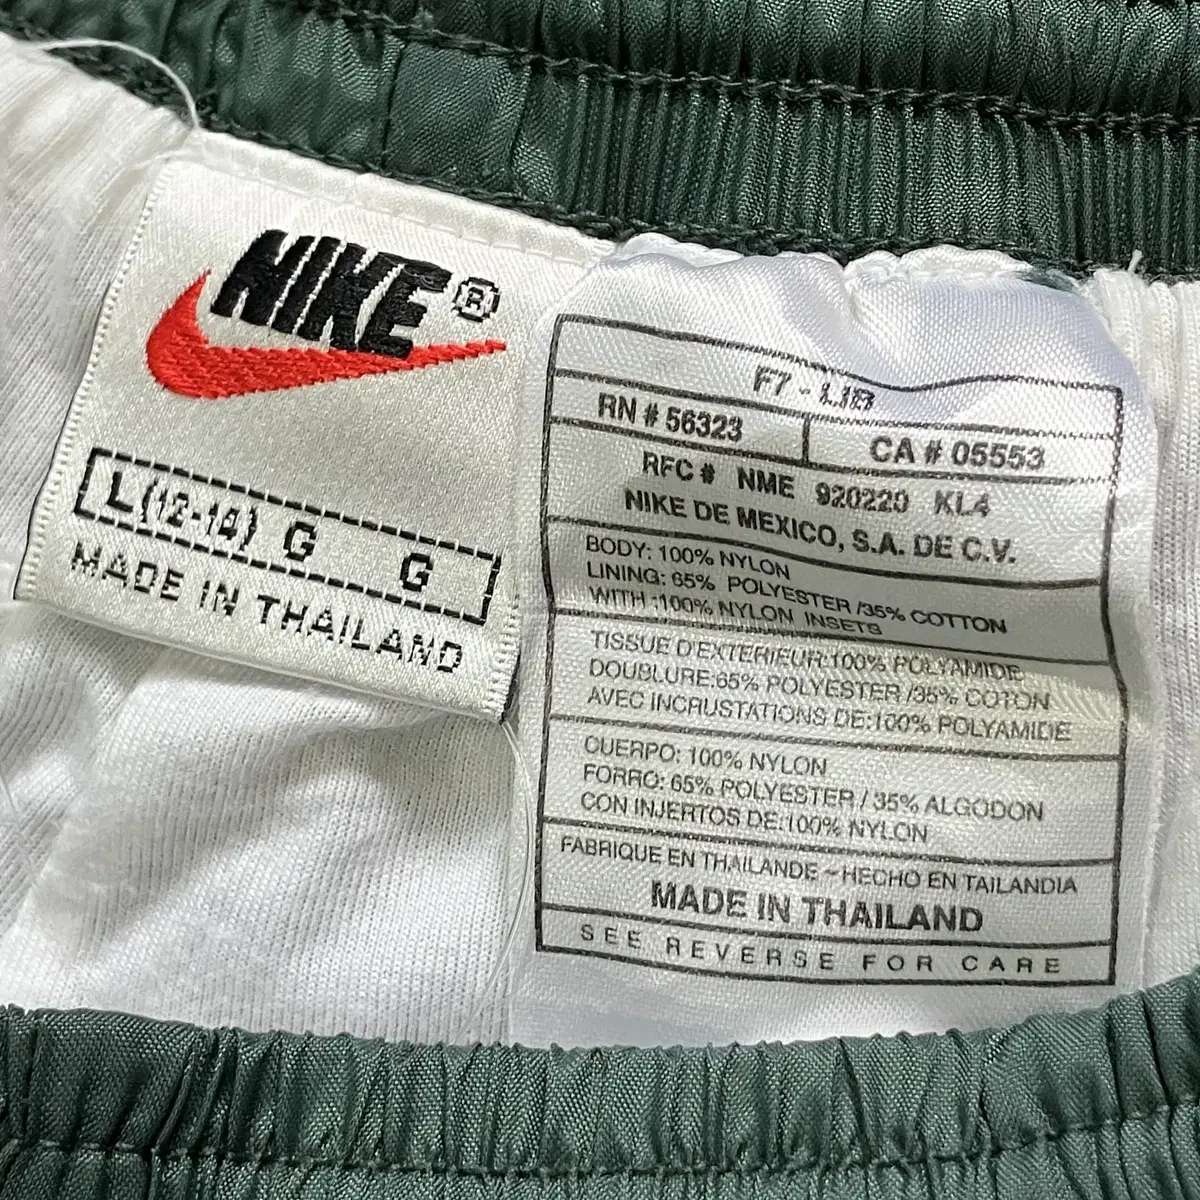 NIKE®
L(12-14) G G
MADE IN THAILAND
F7 - LIB
RN # 56323
CA # 05553
RFC # NME 920220 KL4
NIKE DE MEXICO, S.A. DE C.V.
BODY: 100% NYLON
LINING: 65% POLYESTER /35% COTTON
WITH :100% NYLON INSETS
TISSUE D'EXTERIEUR:100% POLYAMIDE
DOUBLURE:65% POLYESTER /35% COTON
AVEC INCRUSTATIONS DE:100% POLYAMIDE
CUERPO: 100% NYLON
FORRO: 65% POLYESTER / 35% ALGODON
CON INJERTOS DE:100% NYLON
FABRIQUE EN THAILANDE ~ HECHO EN TAILANDIA
MADE IN THAILAND
SEE REVERSE FOR CARE